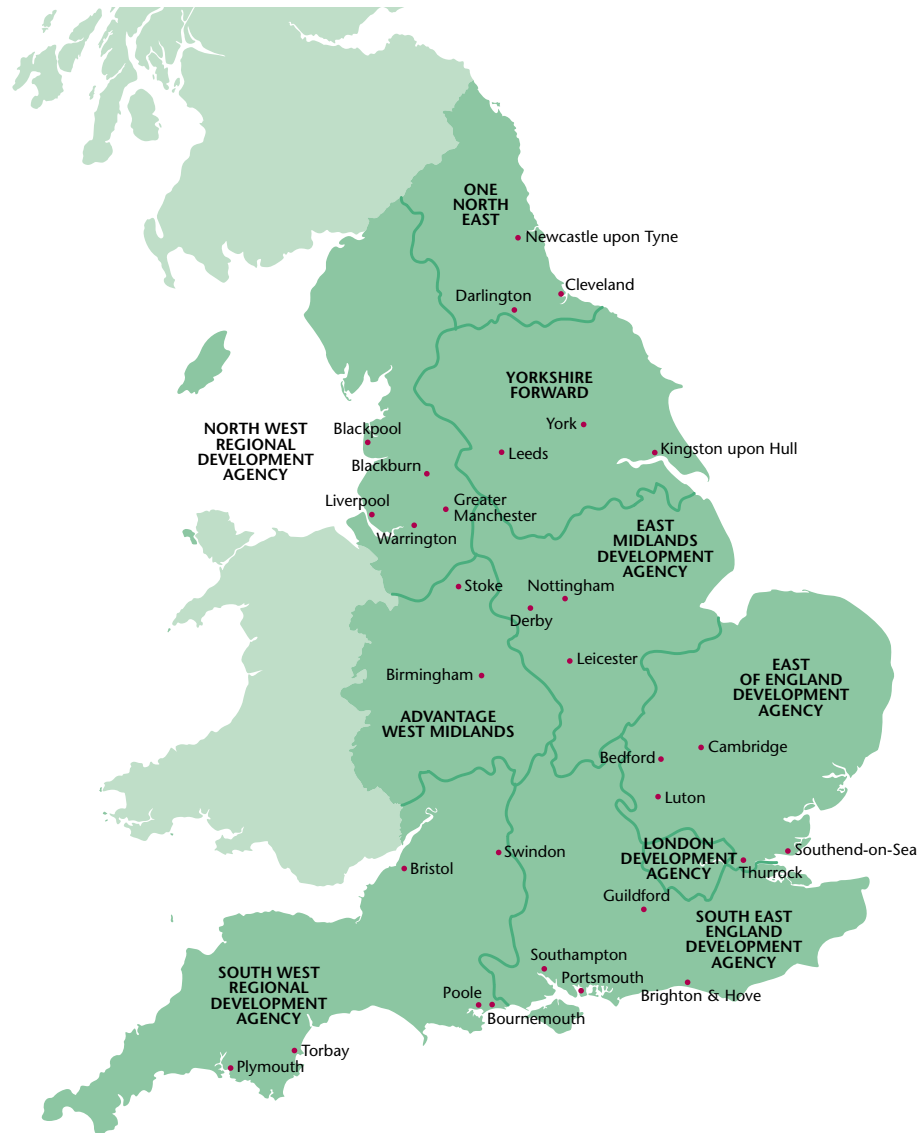 ONE
NORTH
EAST
Newcastle upon Tyne
Cleveland
Darlington
YORKSHIRE
FORWARD
York
Leeds
Kingston upon Hull
NORTH WEST
REGIONAL
DEVELOPMENT
AGENCY
Blackpool
Blackburn
Liverpool
Greater
Manchester
Warrington
EAST
MIDLANDS
DEVELOPMENT
AGENCY
Stoke
Nottingham
Derby
Leicester
Birmingham
ADVANTAGE
WEST MIDLANDS
EAST
OF ENGLAND
DEVELOPMENT
AGENCY
Cambridge
Bedford
Luton
LONDON
DEVELOPMENT
AGENCY
Southend-on-Sea
Thurrock
Swindon
Bristol
Guildford
SOUTH EAST
ENGLAND
DEVELOPMENT
AGENCY
Southampton
Portsmouth
Brighton & Hove
Poole
Bournemouth
SOUTH WEST
REGIONAL
DEVELOPMENT
AGENCY
Torbay
Plymouth